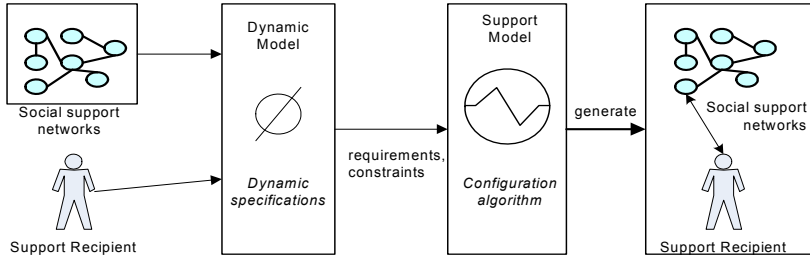 Social support
networks
Support Recipient
Dynamic
Model
Dynamic
specifications
requirements,
constraints
Support
Model
Configuration
algorithm
generate
Social support
networks
Support Recipient